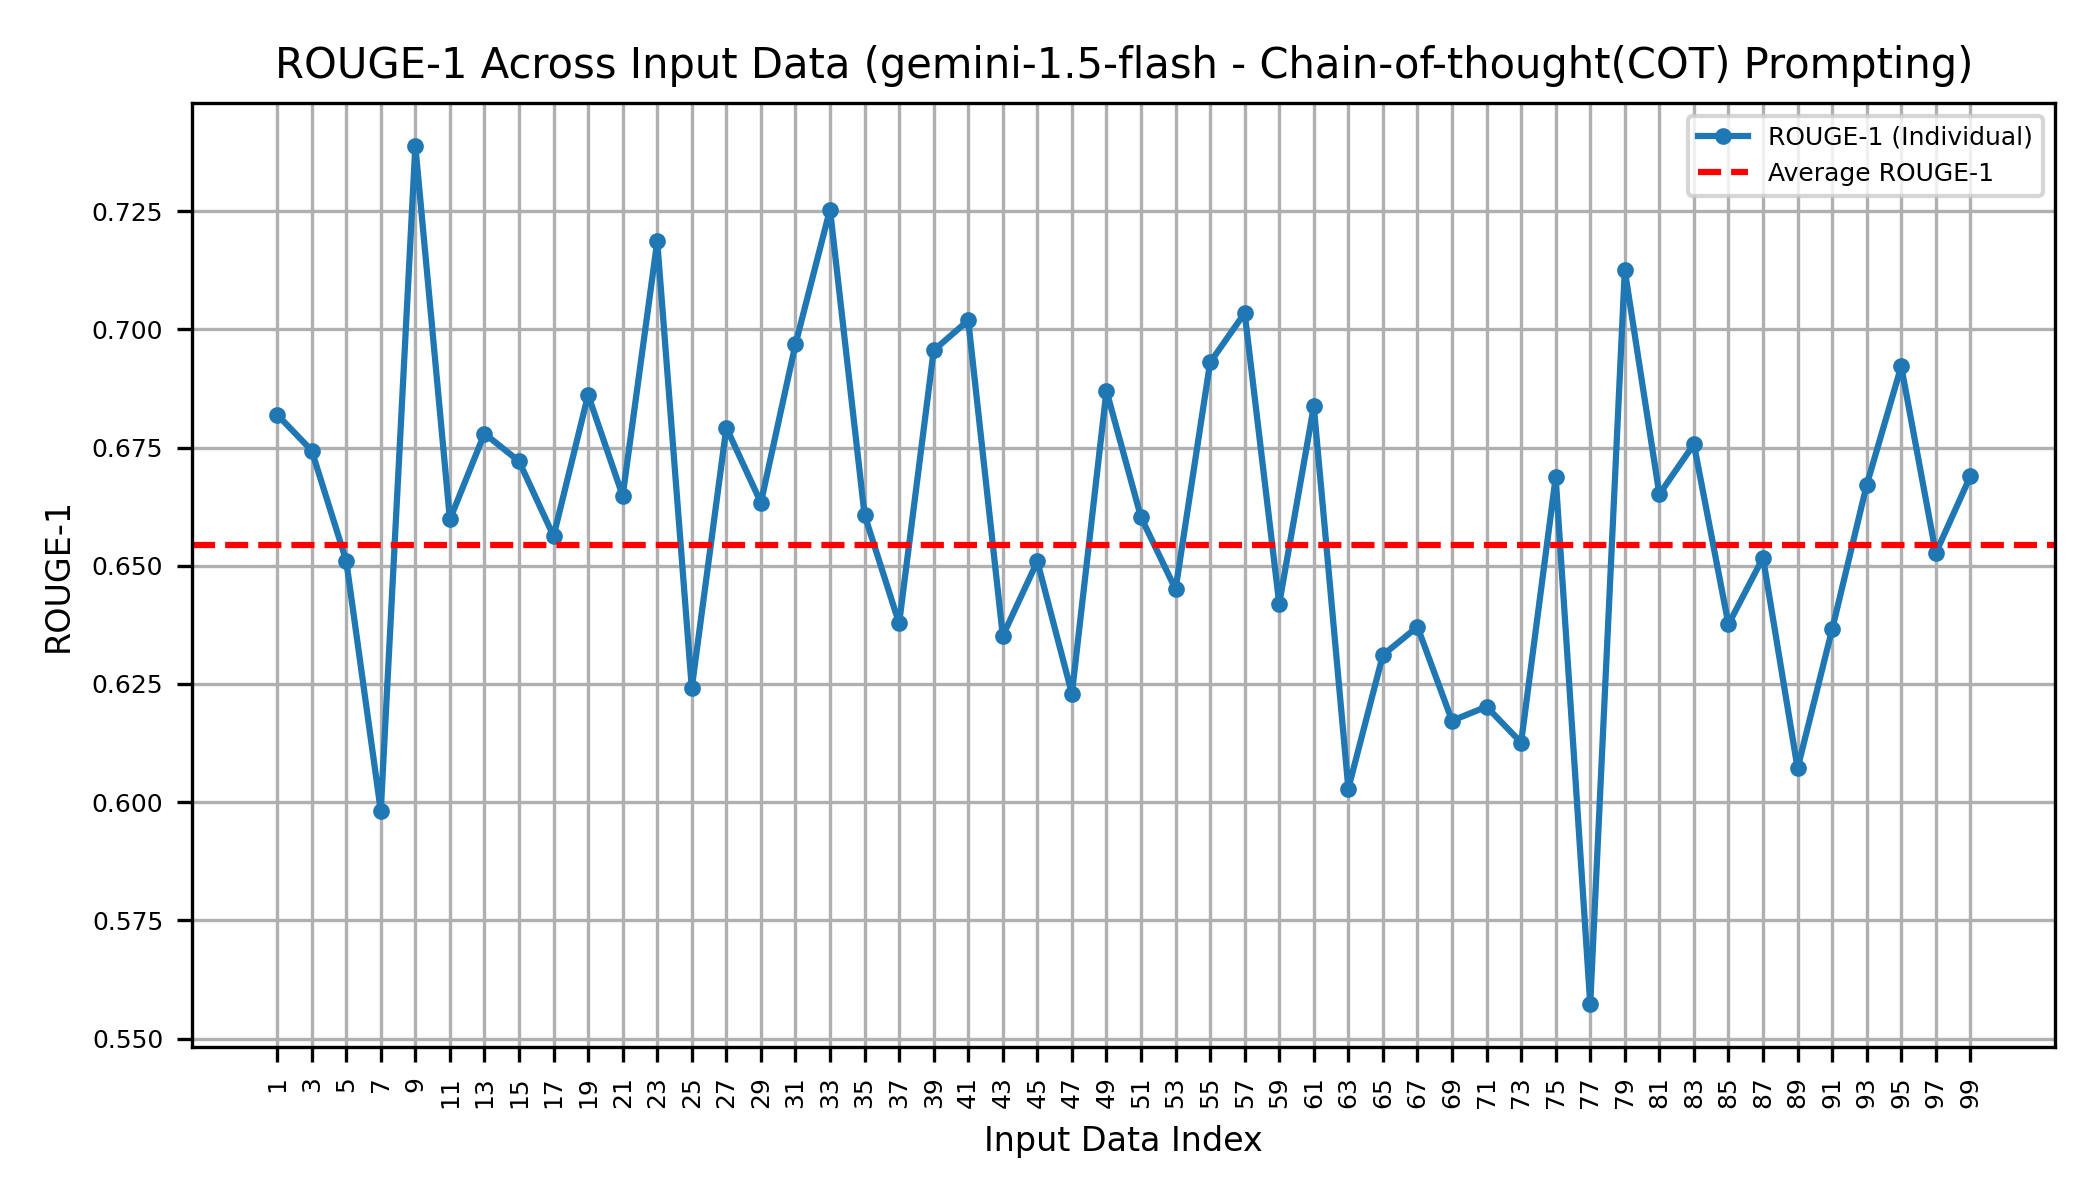 ROUGE-1 Across Input Data (gemini-1.5-flash - Chain-of-thought(COT) Prompting)
ROUGE-1 (Individual)
Average ROUGE-1
ROUGE-1
0.725
0.700
0.675
0.650
0.625
0.600
0.575
0.550
1 3 5 7 9 11 13 15 17 19 21 23 25 27 29 31 33 35 37 39 41 43 45 47 49 51 53 55 57 59 61 63 65 67 69 71 73 75 77 79 81 83 85 87 89 91 93 95 97 99
Input Data Index